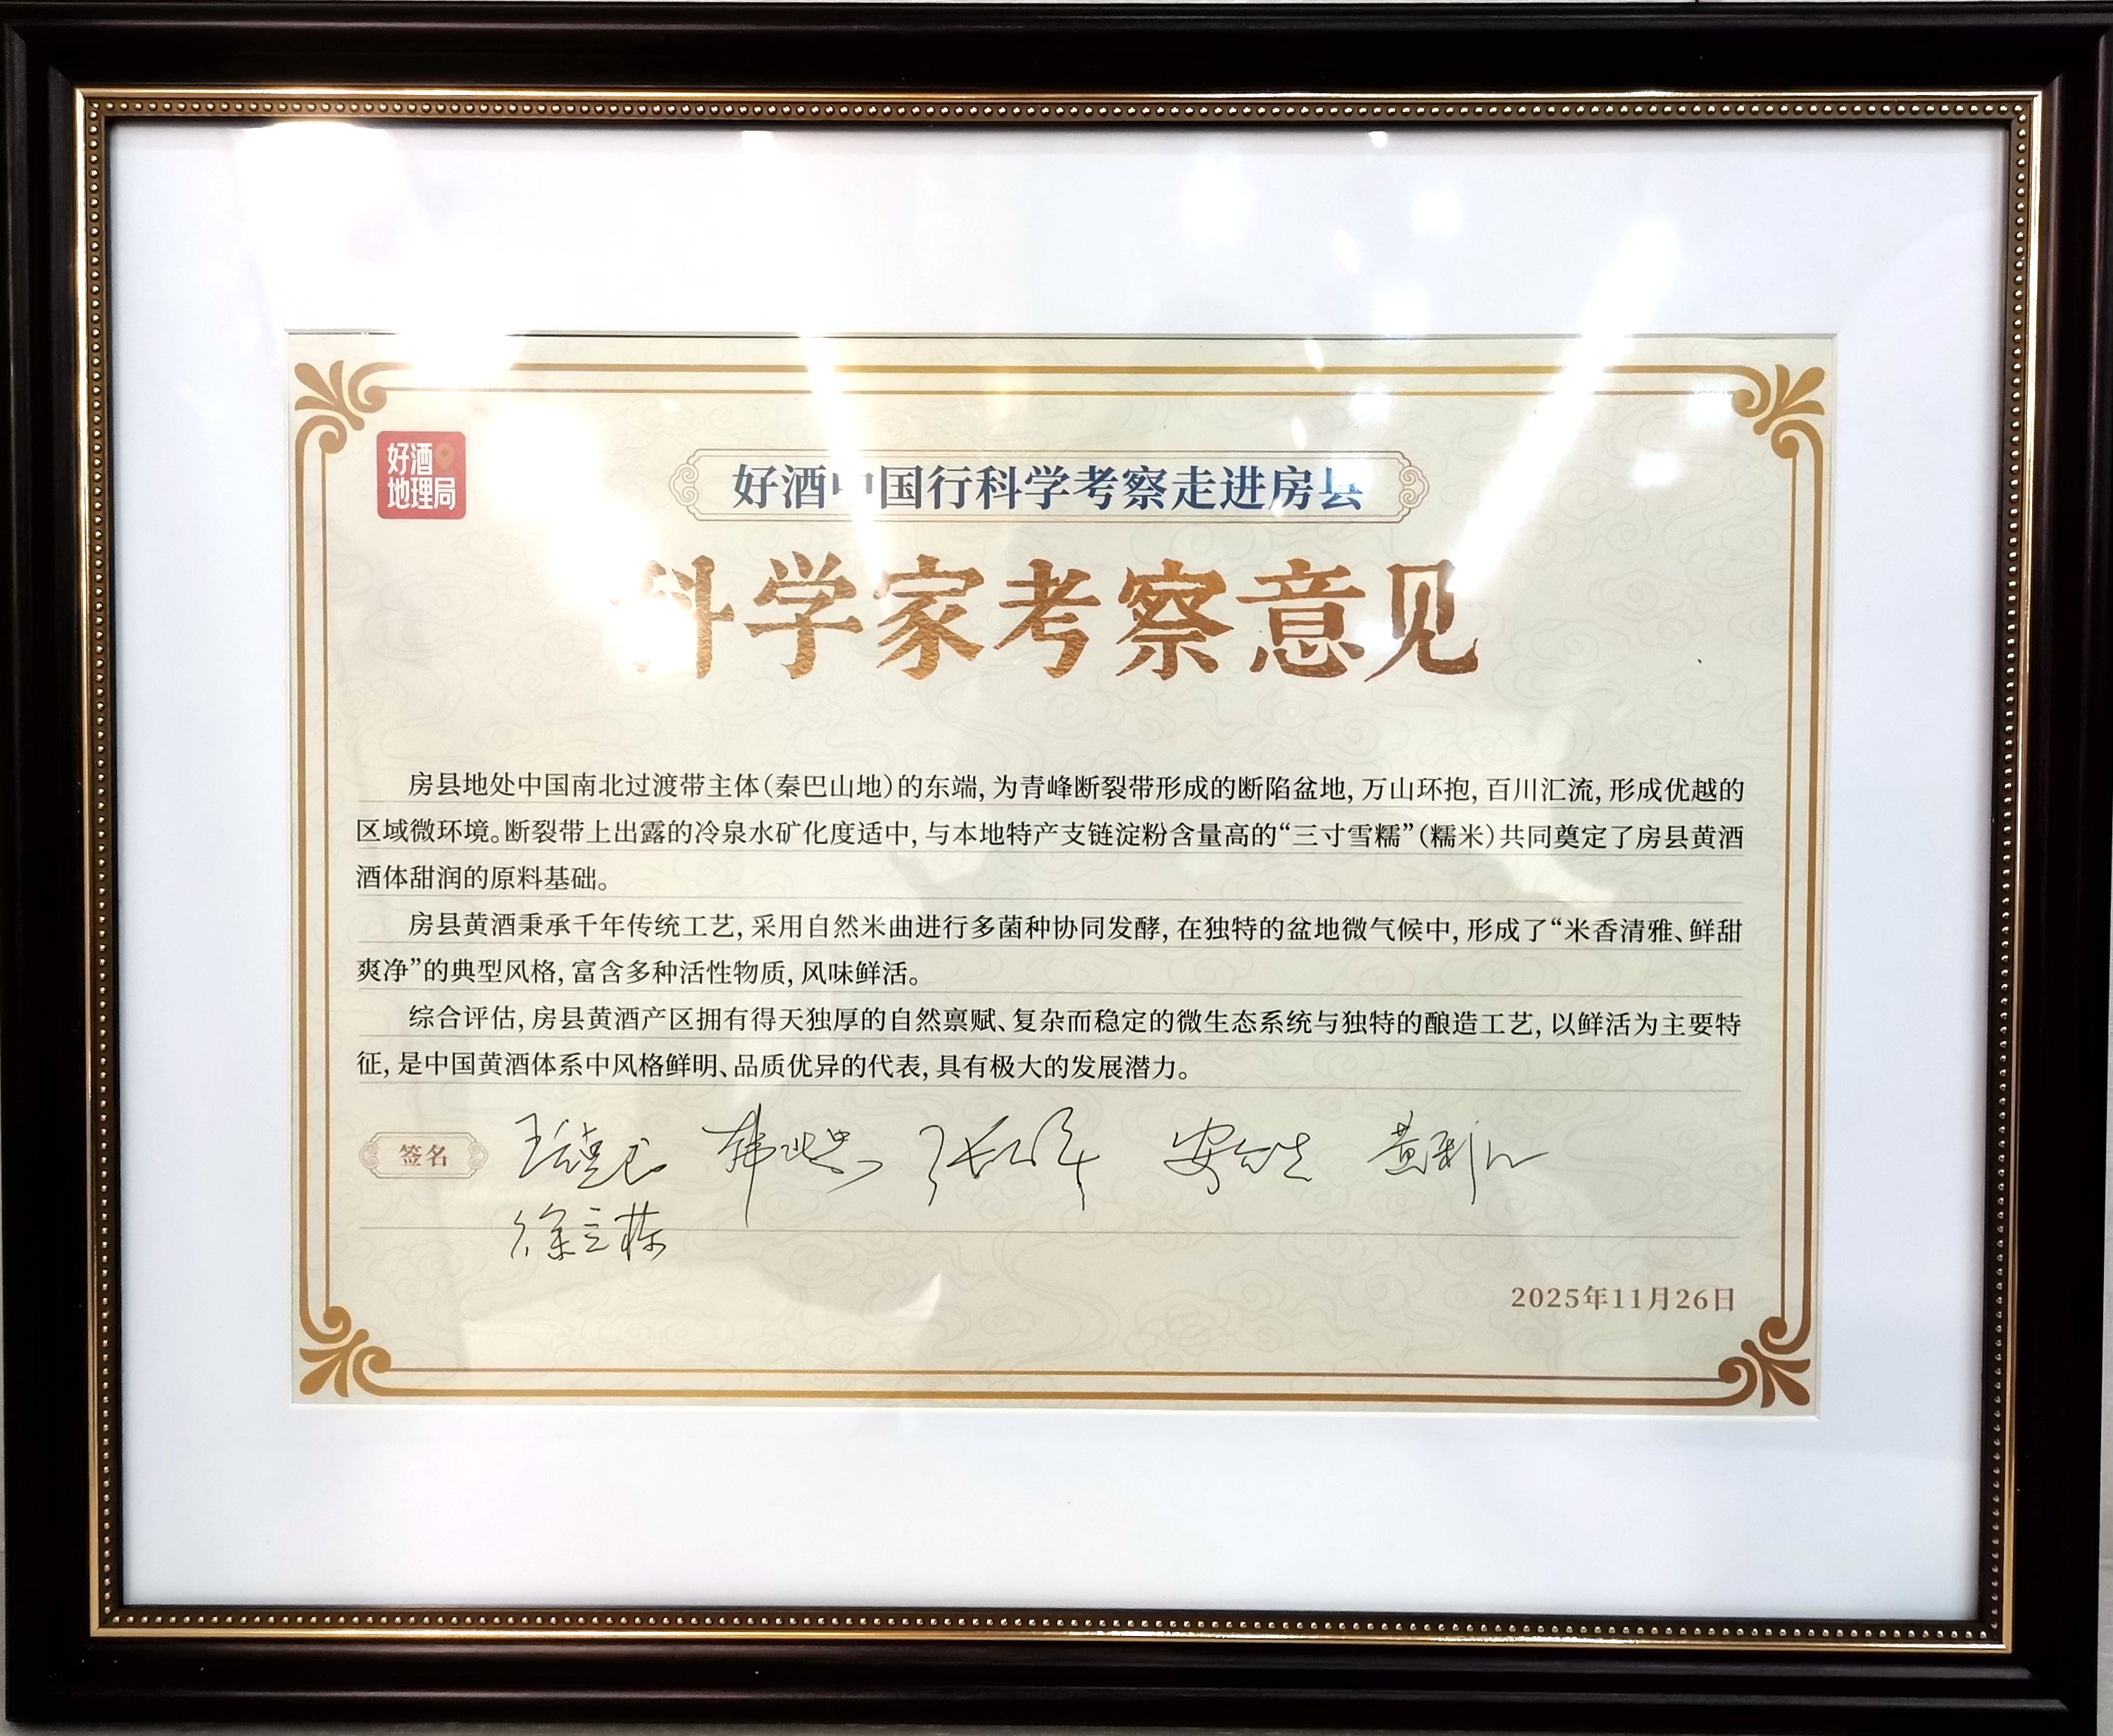 好酒
地理局
好酒中国行科学考察走进房县
科学家考察意见
房县地处中国南北过渡带主体(秦巴山地)的东端,为青峰断裂带形成的断陷盆地,万山环抱,百川汇流,形成优越的
区域微环境。断裂带上出露的冷泉水矿化度适中,与本地特产支链淀粉含量高的“三寸雪糯”(糯米)共同奠定了房县黄酒
酒体甜润的原料基础。
房县黄酒秉承千年传统工艺,采用自然米曲进行多菌种协同发酵,在独特的盆地微气候中,形成了“米香清雅、鲜甜
爽净”的典型风格,富含多种活性物质,风味鲜活。
综合评估,房县黄酒产区拥有得天独厚的自然禀赋、复杂而稳定的微生态系统与独特的酿造工艺,以鲜活为主要特
征,是中国黄酒体系中风格鲜明、品质优异的代表,具有极大的发展潜力。
签名
徐立栋
2025年11月26日